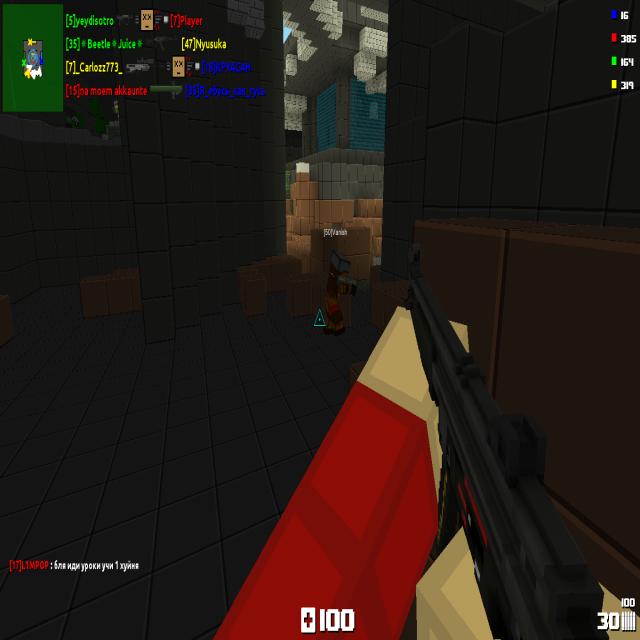 [5]yeydisotro [7]Player
16
[35]*Beetle*Juice* [47]Nyusuka
385
[7]_Carlozz773_
164
[15]na moem akkaunte
319
[50]Vanish
[17]L1MPOP : бля иди уроки учи 1 хуйня
100
100
30